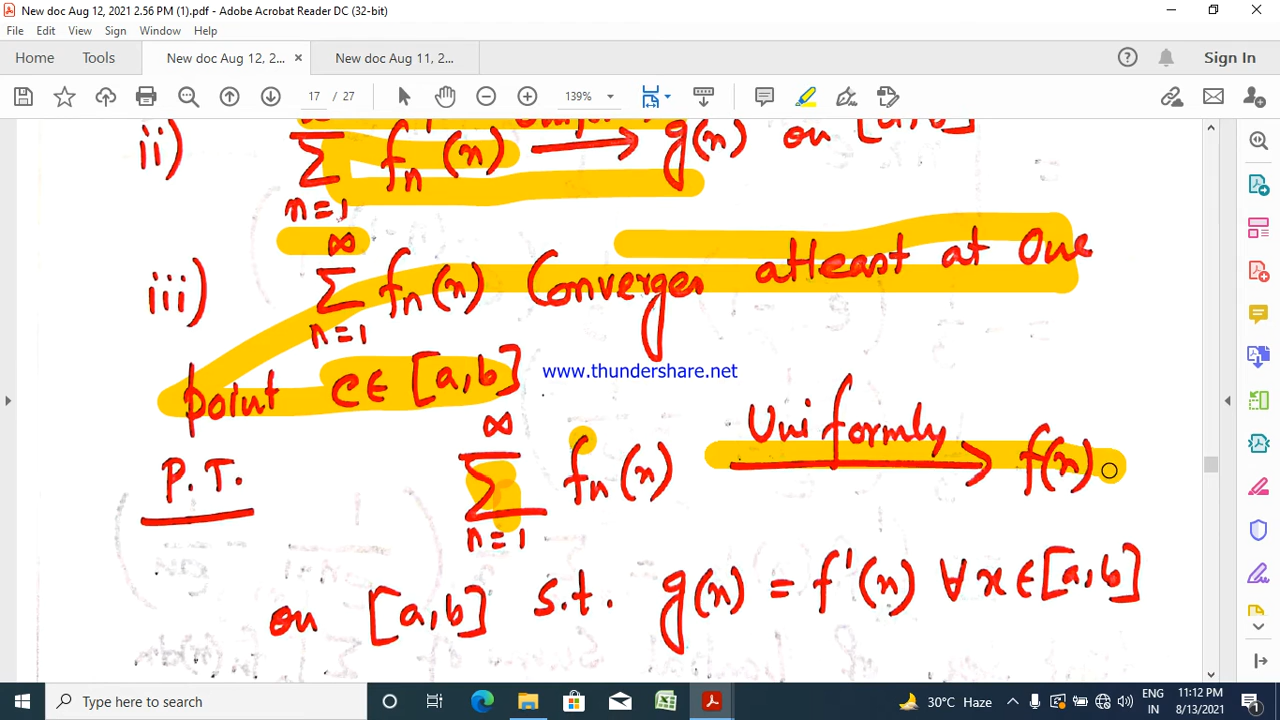 New doc Aug 12, 2021 2.56 PM (1).pdf - Adobe Acrobat Reader DC (32-bit)
File Edit View Sign Window Help
Home Tools New doc Aug 12, 2... × New doc Aug 11, 2... Sign In
17 / 27 139%
ii) ∑ n=1 fn'(x) → g(x) on [a,b]
iii) ∞ ∑ n=1 fn(x) Converges atleast at One
point c∈ [a,b]
www.thundershare.net
P.T. ∞ ∑ n=1 fn(x) Uniformly → f(x)
on [a,b] s.t. g(x) = f'(x) ∀ x ∈ [a,b]
Type here to search
30°C Haze ENG IN 11:12 PM 8/13/2021